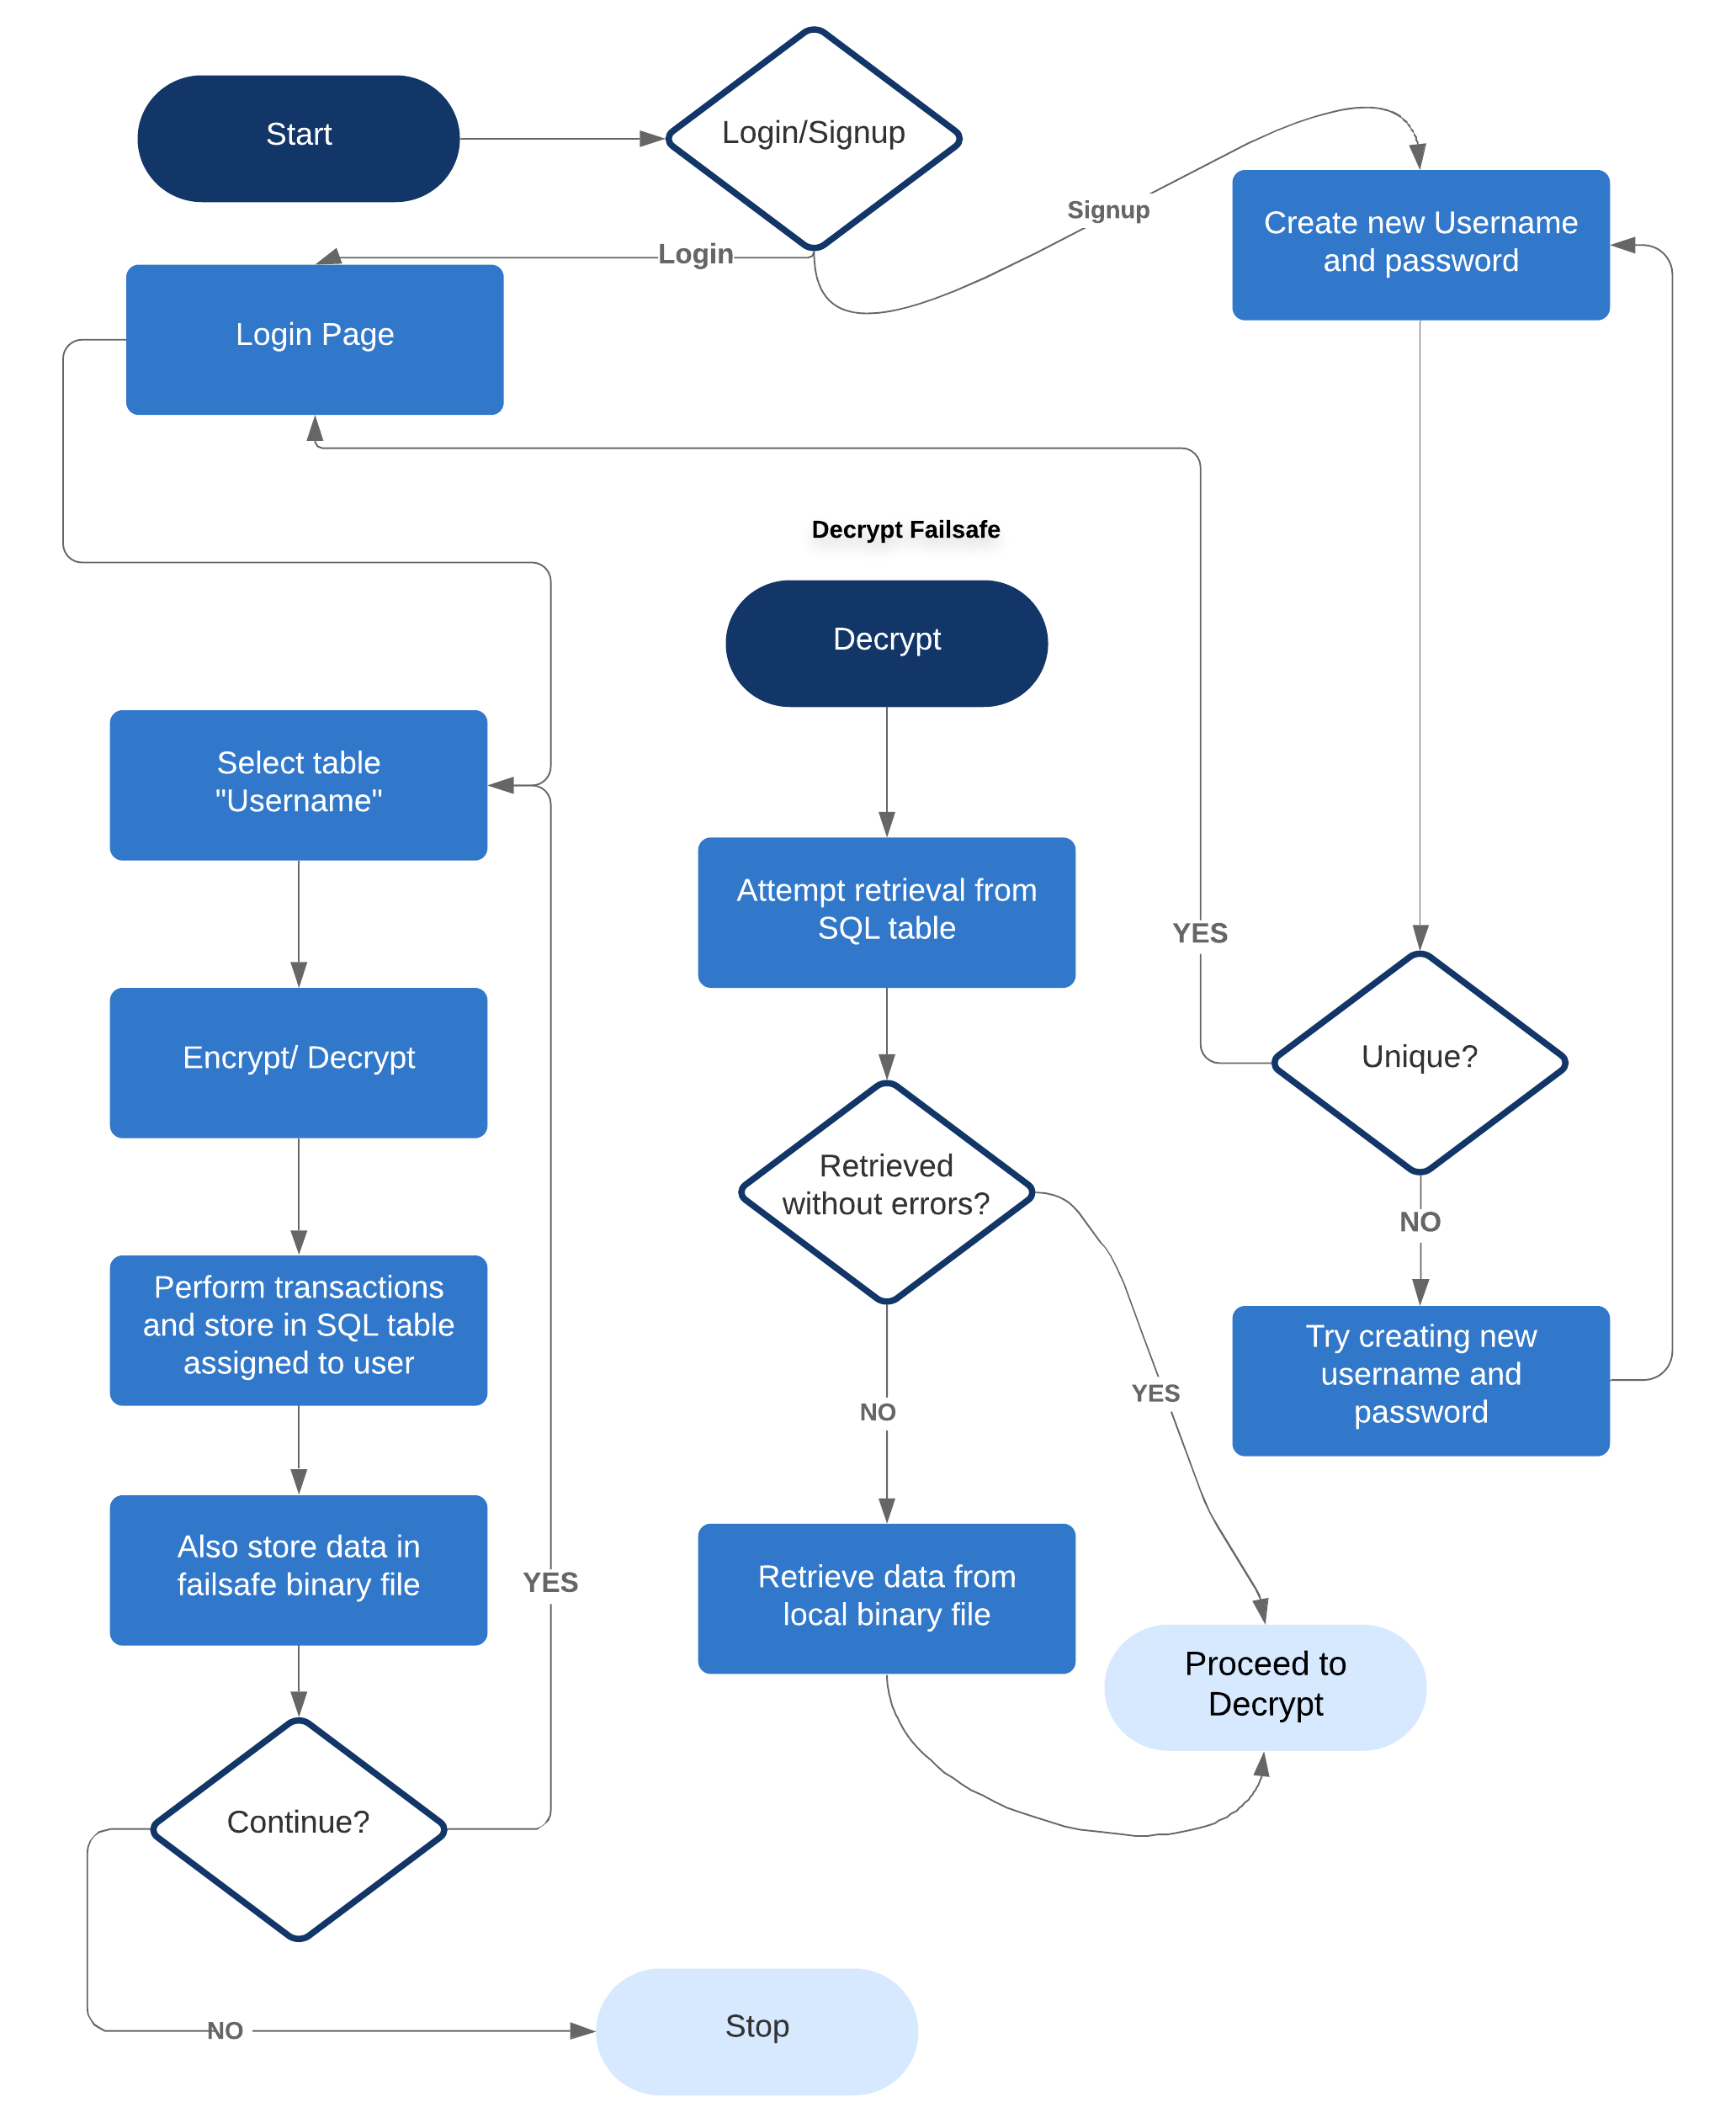 Start
Login/Signup
Signup
Create new Username
and password
Login
Login Page
Decrypt Failsafe
Decrypt
Select table
"Username"
Attempt retrieval from
SQL table
YES
Encrypt/ Decrypt
Unique?
Retrieved
without errors?
NO
Perform transactions
and store in SQL table
assigned to user
Try creating new
username and
password
YES
NO
Also store data in
failsafe binary file
YES
Retrieve data from
local binary file
Proceed to
Decrypt
Continue?
NO
Stop